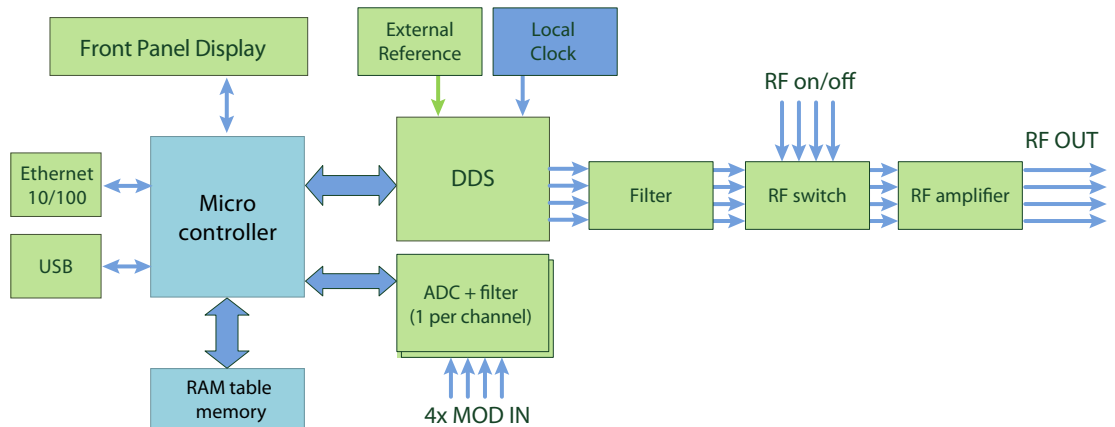 Front Panel Display
External
Reference
Local
Clock
RF on/off
RF OUT
Ethernet
10/100
Micro
controller
DDS
Filter
RF switch
RF amplifier
USB
ADC + filter
(1 per channel)
RAM table
memory
4x MOD IN